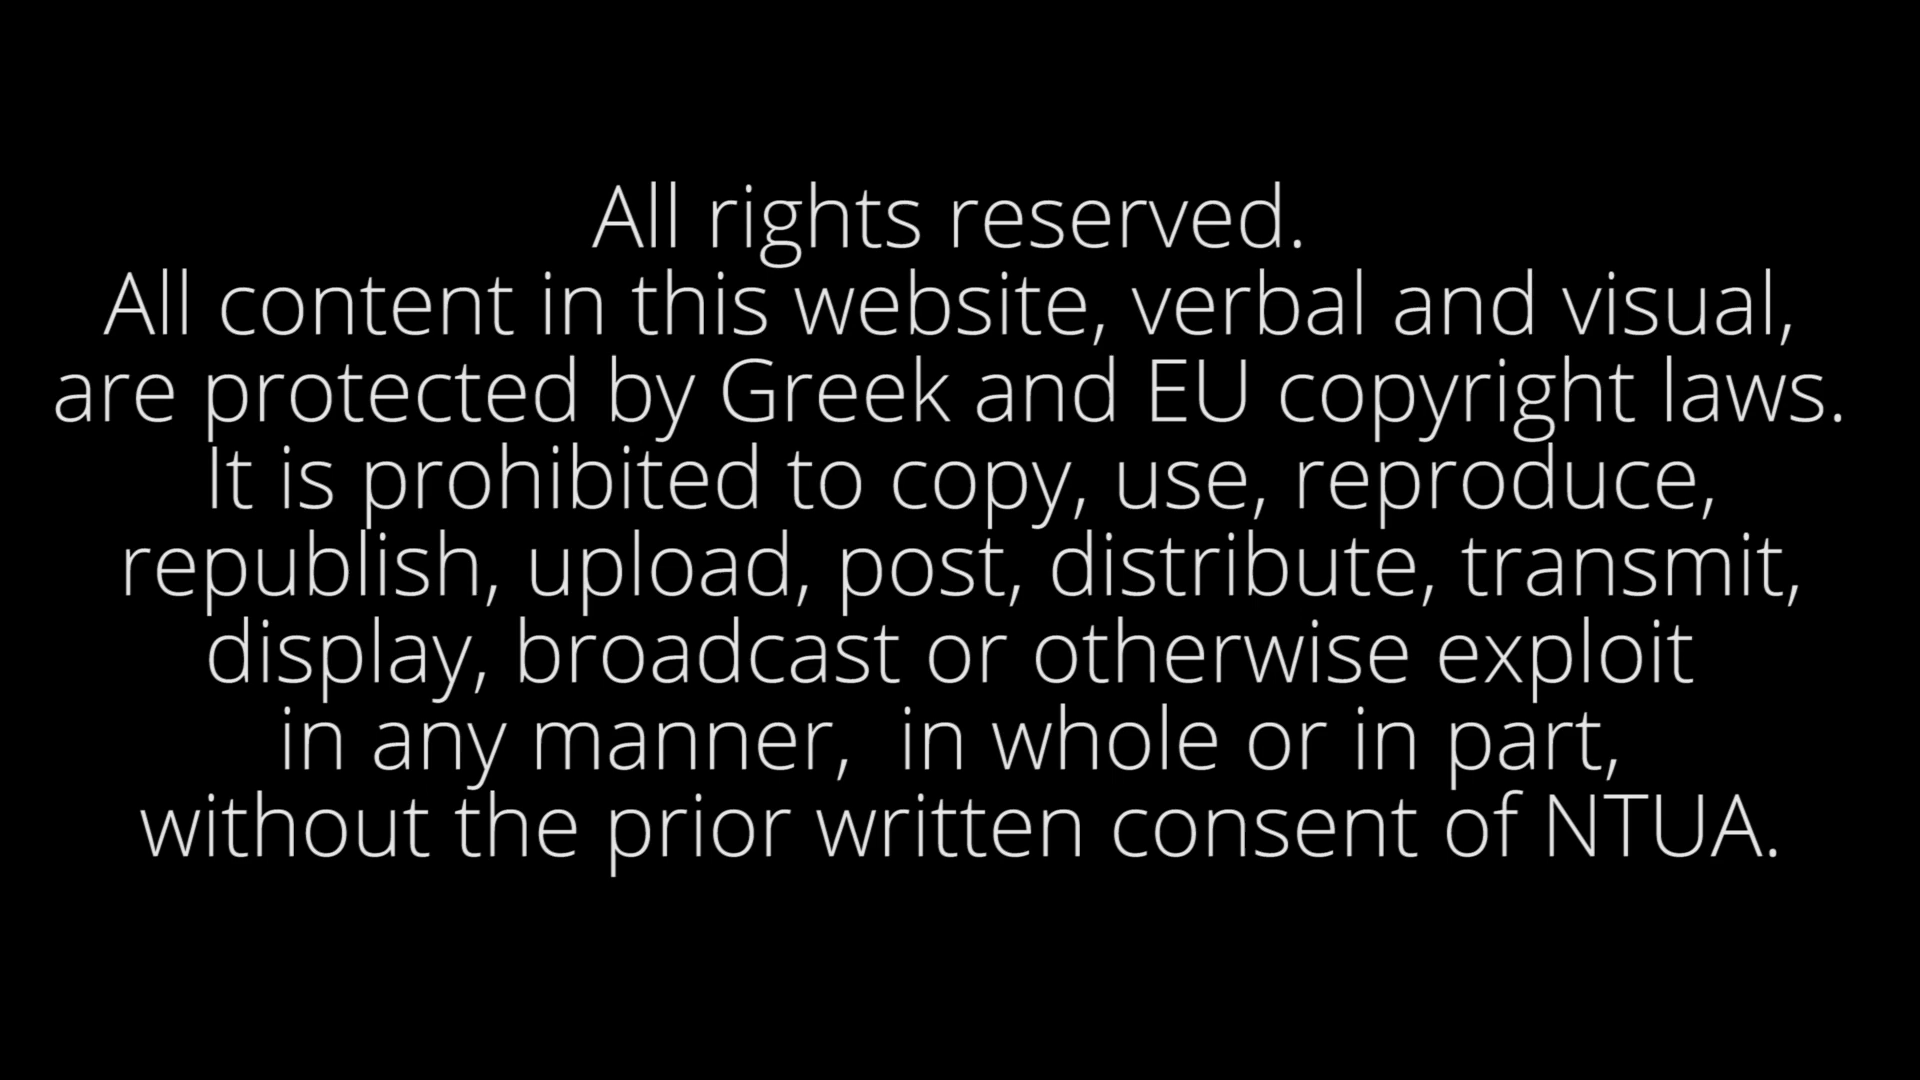 All rights reserved.
All content in this website, verbal and visual,
are protected by Greek and EU copyright laws.
It is prohibited to copy, use, reproduce,
republish, upload, post, distribute, transmit,
display, broadcast or otherwise exploit
in any manner,  in whole or in part,
without the prior written consent of NTUA.